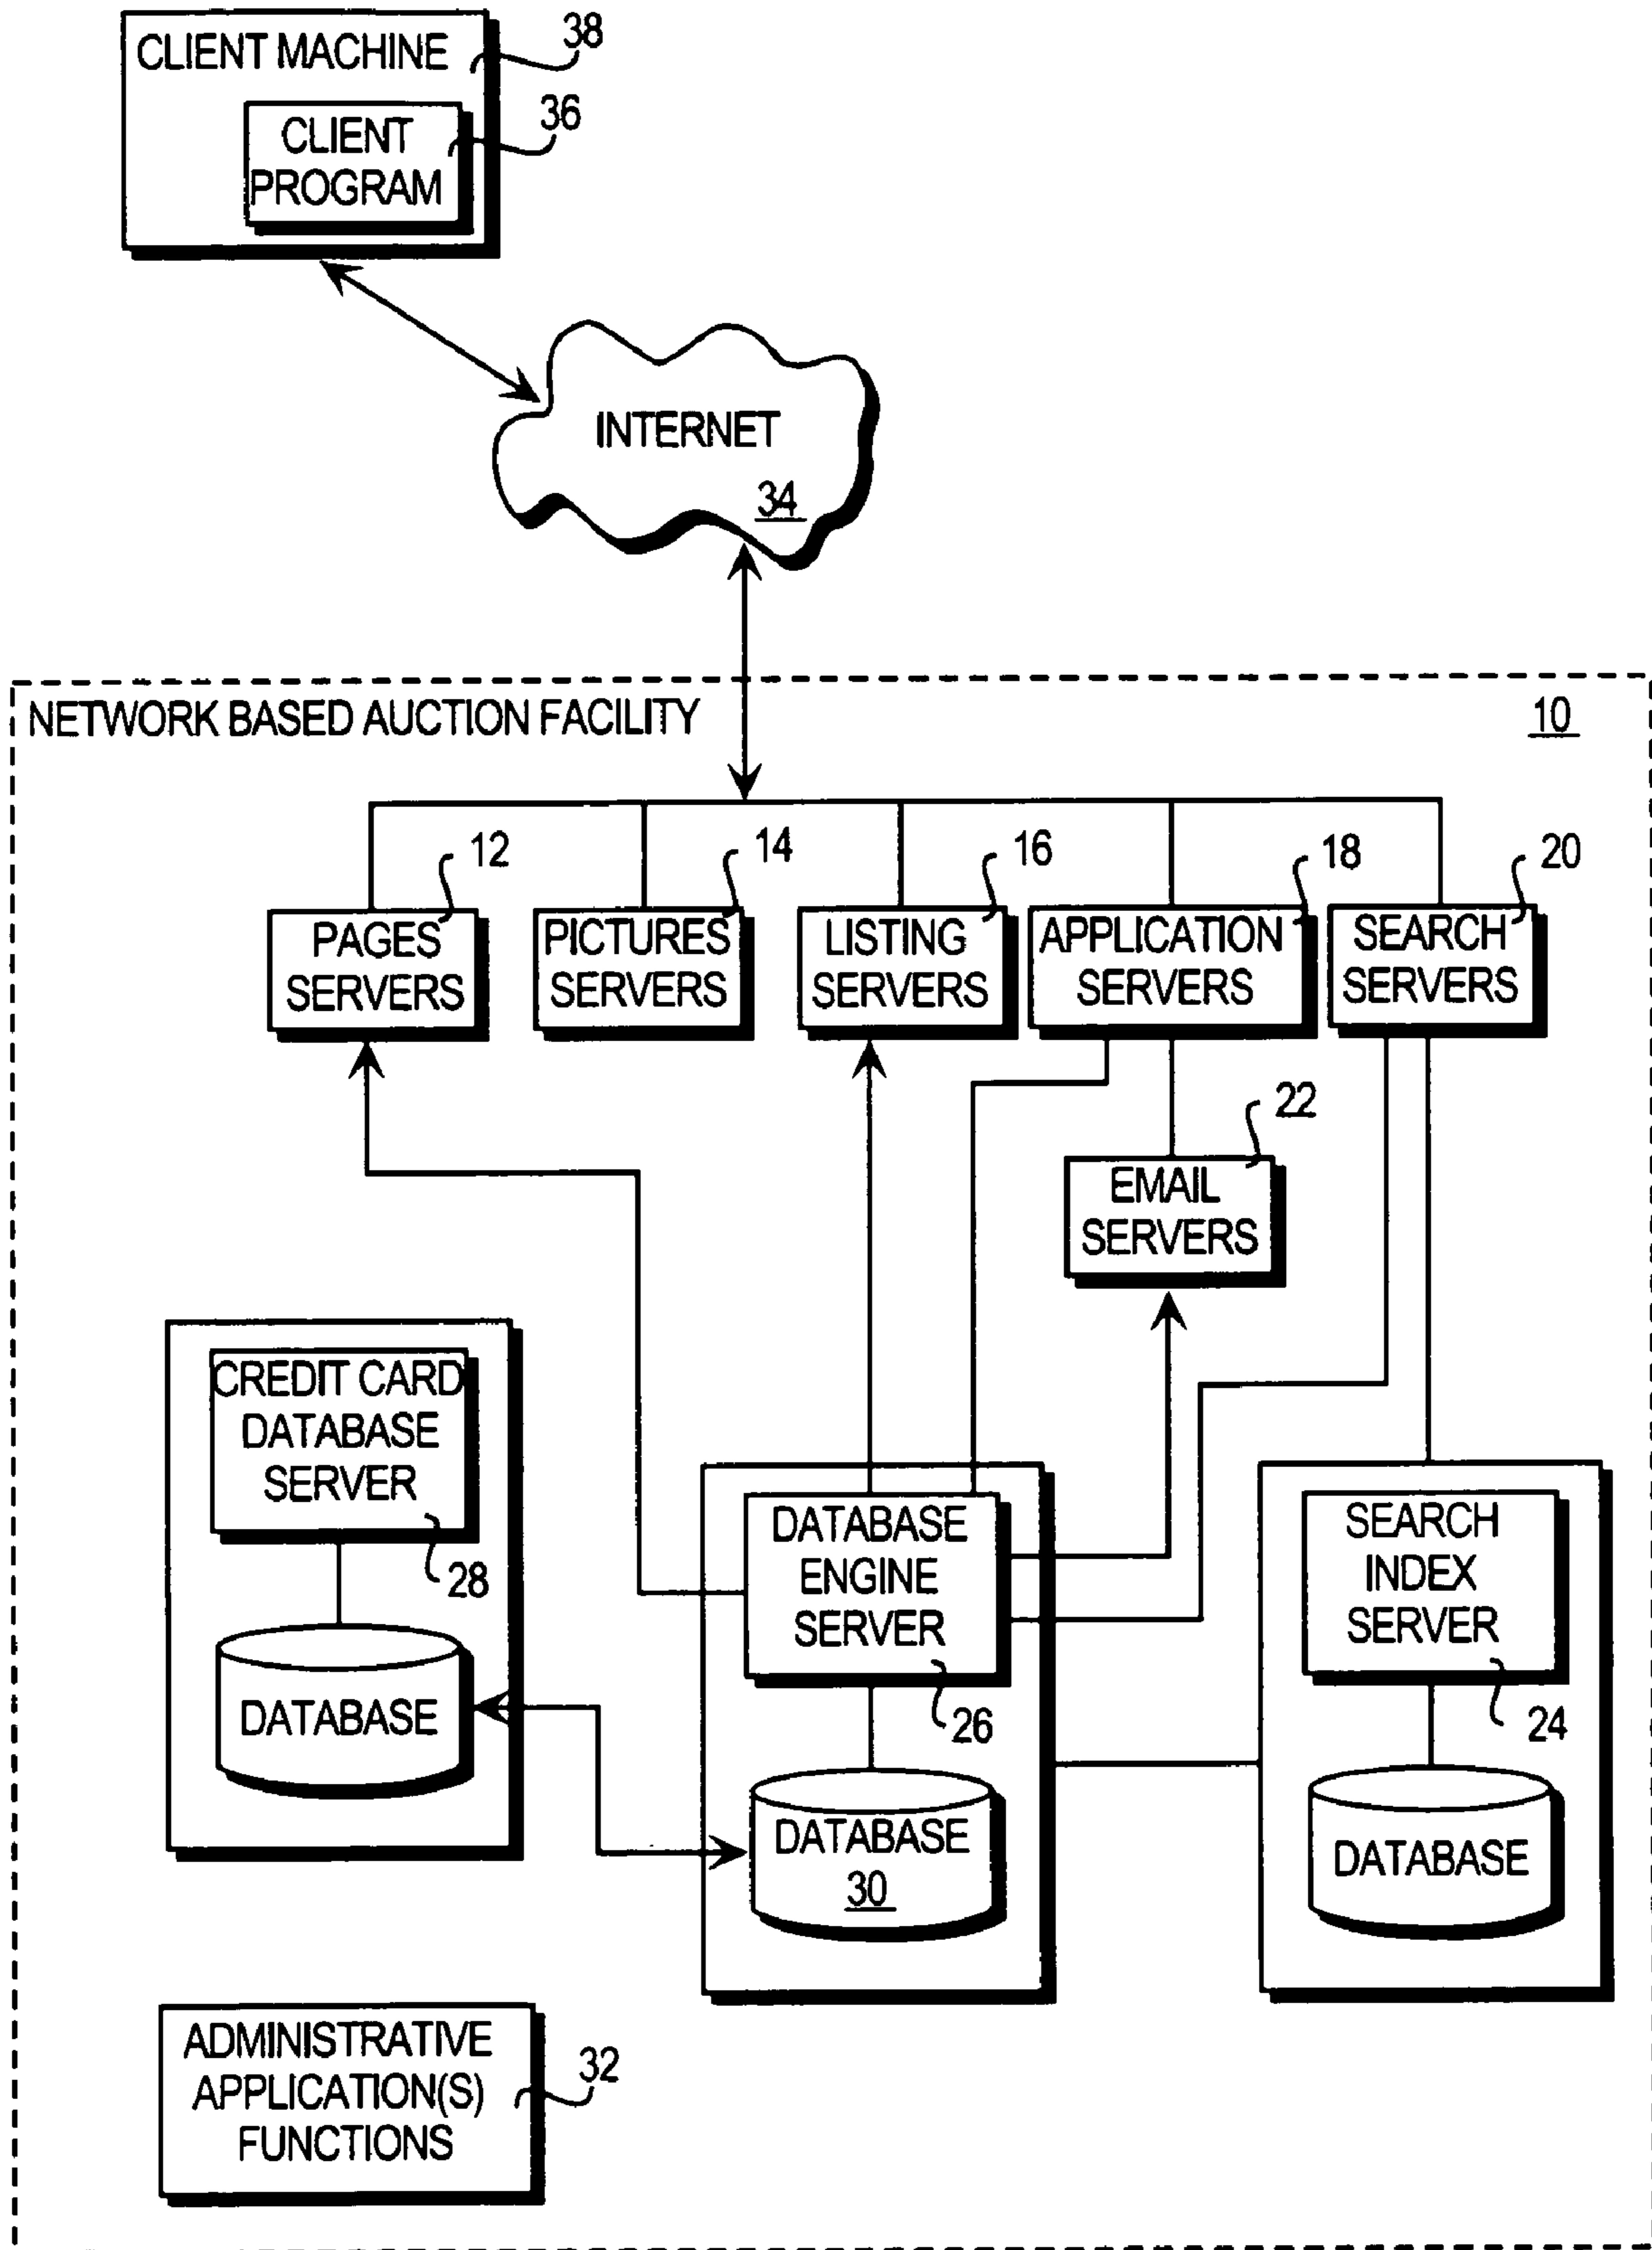 CLIENT MACHINE
38
CLIENT
PROGRAM
36
INTERNET
34
NETWORK BASED AUCTION FACILITY
10
12
14
16
18
20
PAGES
SERVERS
PICTURES
SERVERS
LISTING
SERVERS
APPLICATION
SERVERS
SEARCH
SERVERS
22
EMAIL
SERVERS
CREDIT CARD
DATABASE
SERVER
28
DATABASE
DATABASE
ENGINE
SERVER
26
DATABASE
30
SEARCH
INDEX
SERVER
24
DATABASE
ADMINISTRATIVE
APPLICATION(S)
FUNCTIONS
32